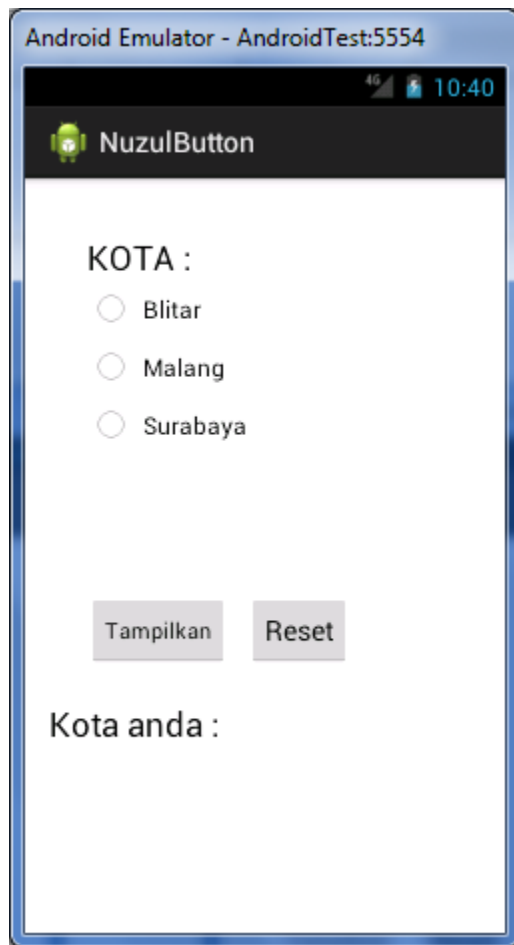 Android Emulator - AndroidTest:5554
4G 10:40
NuzulButton
KOTA :
Blitar
Malang
Surabaya
Tampilkan Reset
Kota anda :